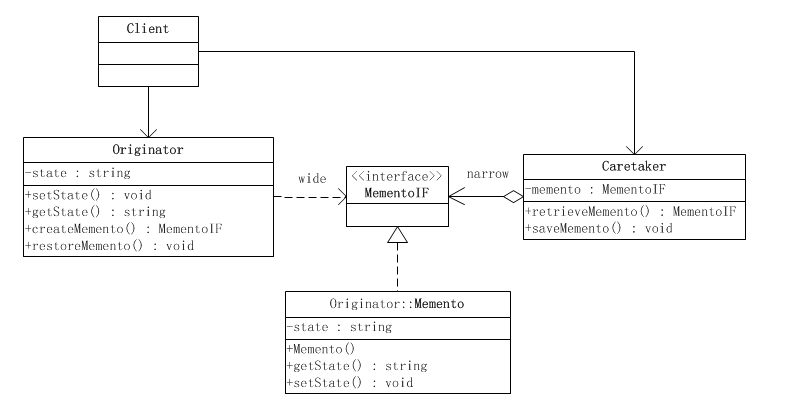 Client
Originator
-state : string
+setState() : void
+getState() : string
+createMemento() : MementoIF
+restoreMemento() : void
wide
<<interface>>
MementoIF
narrow
Caretaker
-memento : MementoIF
+retrieveMemento() : MementoIF
+saveMemento() : void
Originator::Memento
-state : string
+Memento()
+getState() : string
+setState() : void